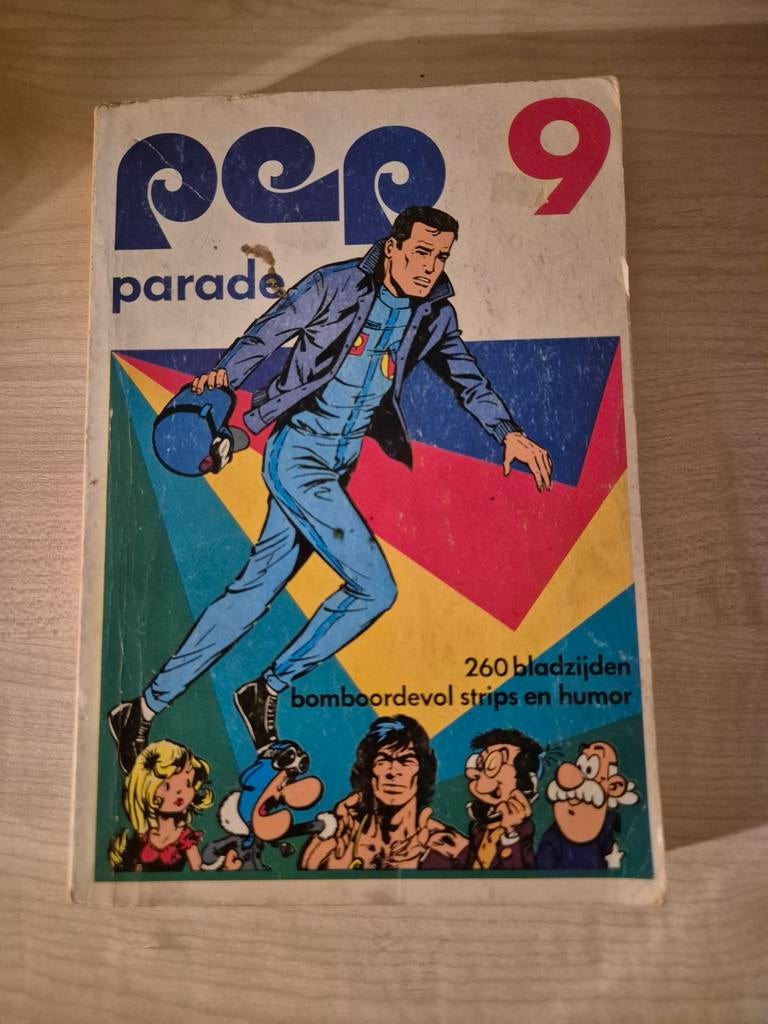 pep 9
parade
260 bladzijden
bomboordevol strips en humor